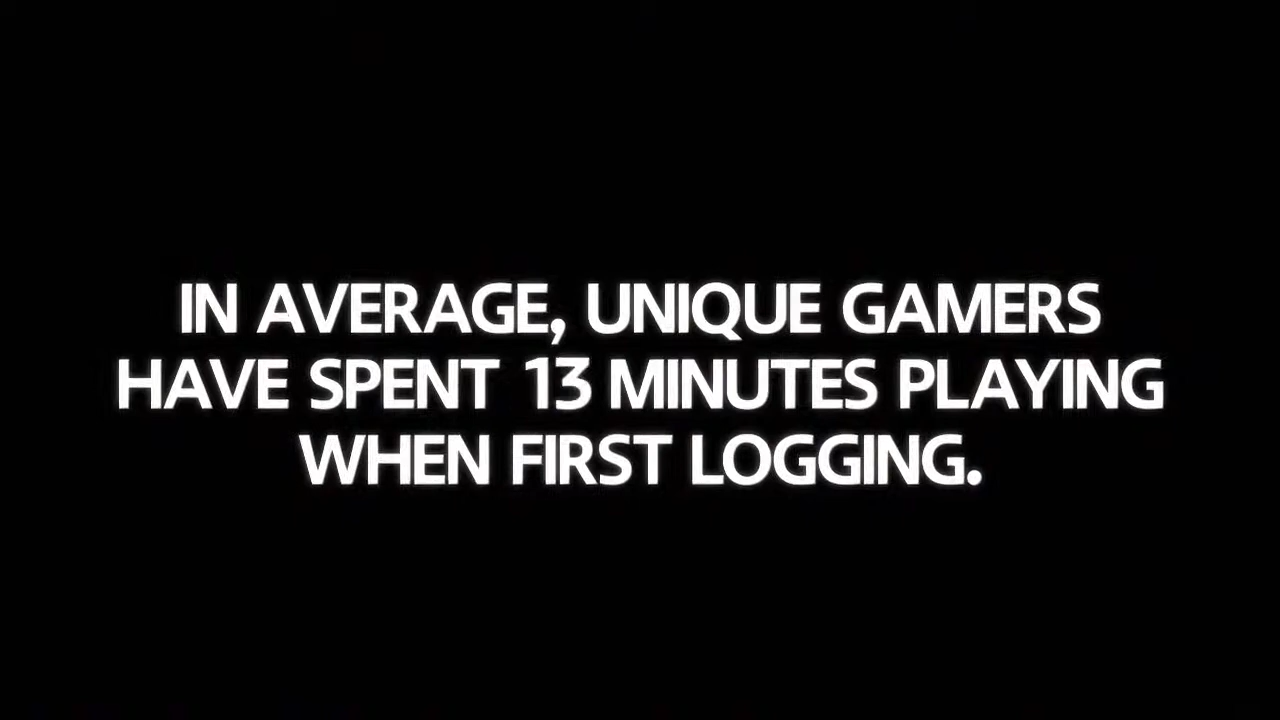 IN AVERAGE, UNIQUE GAMERS
HAVE SPENT 13 MINUTES PLAYING
WHEN FIRST LOGGING.